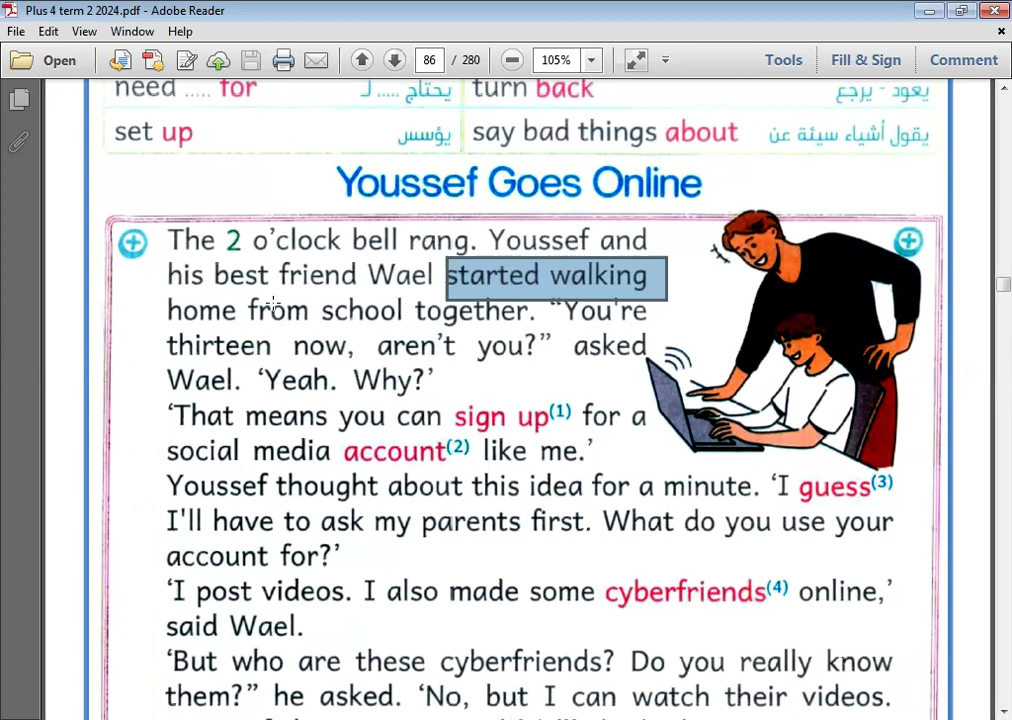 Plus 4 term 2 2024.pdf - Adobe Reader
File Edit View Window Help
Open 86 / 280 105% Tools Fill & Sign Comment
need ..... for يحتاج ..... لـ turn back يعود - يرجع
set up يؤسس say bad things about يقول أشياء سيئة عن
Youssef Goes Online
The 2 o'clock bell rang. Youssef and
his best friend Wael started walking
home from school together. “You're
thirteen now, aren't you?” asked
Wael. ‘Yeah. Why?’
‘That means you can sign up(1) for a
social media account(2) like me.’
Youssef thought about this idea for a minute. ‘I guess(3)
I'll have to ask my parents first. What do you use your
account for?’
‘I post videos. I also made some cyberfriends(4) online,’
said Wael.
‘But who are these cyberfriends? Do you really know
them?” he asked. ‘No, but I can watch their videos.